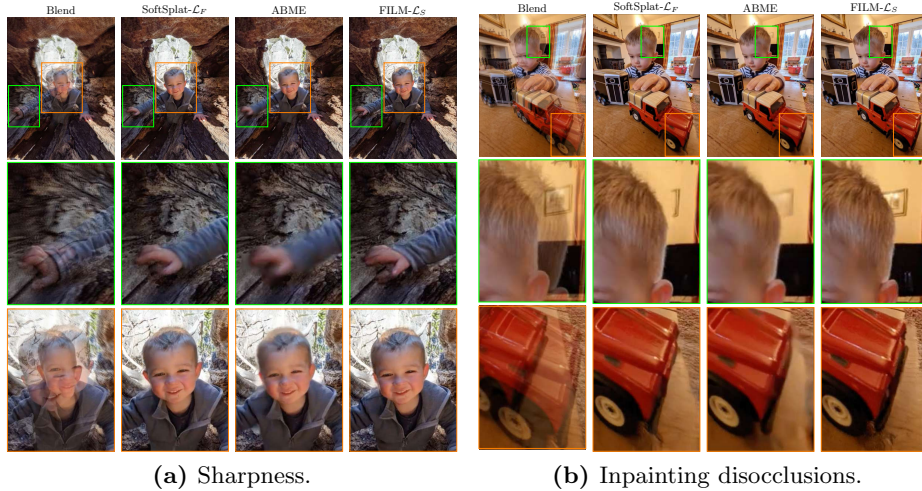 Blend SoftSplat-𝓛_F ABME FILM-𝓛_S Blend SoftSplat-𝓛_F ABME FILM-𝓛_S
(a) Sharpness. (b) Inpainting disocclusions.